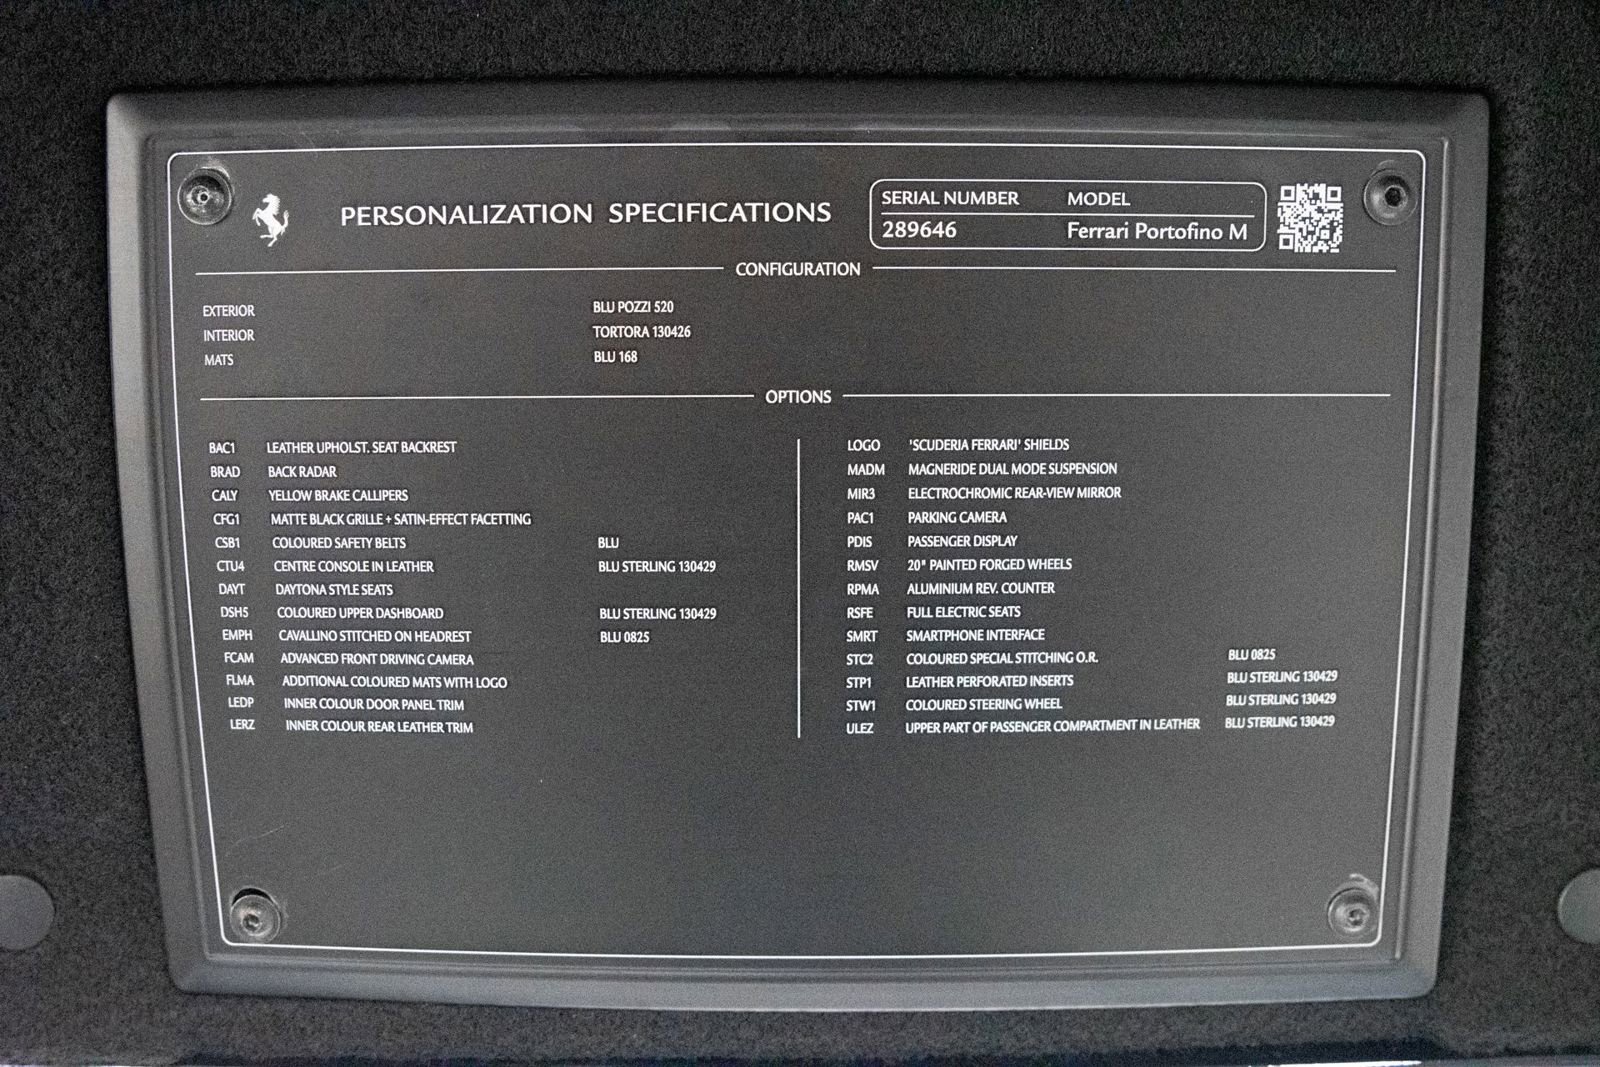 PERSONALIZATION SPECIFICATIONS
SERIAL NUMBER MODEL
289646 Ferrari Portofino M
CONFIGURATION
EXTERIOR BLU POZZI 520
INTERIOR TORTORA 130426
MATS BLU 168
OPTIONS
BAC1 LEATHER UPHOLST. SEAT BACKREST
BRAD BACK RADAR
CALY YELLOW BRAKE CALLIPERS
CFG1 MATTE BLACK GRILLE + SATIN-EFFECT FACETTING
CSB1 COLOURED SAFETY BELTS BLU
CTU4 CENTRE CONSOLE IN LEATHER BLU STERLING 130429
DAYT DAYTONA STYLE SEATS
DSH5 COLOURED UPPER DASHBOARD BLU STERLING 130429
EMPH CAVALLINO STITCHED ON HEADREST BLU 0825
FCAM ADVANCED FRONT DRIVING CAMERA
FLMA ADDITIONAL COLOURED MATS WITH LOGO
LEDP INNER COLOUR DOOR PANEL TRIM
LERZ INNER COLOUR REAR LEATHER TRIM
LOGO 'SCUDERIA FERRARI' SHIELDS
MADM MAGNERIDE DUAL MODE SUSPENSION
MIR3 ELECTROCHROMIC REAR-VIEW MIRROR
PAC1 PARKING CAMERA
PDIS PASSENGER DISPLAY
RMSV 20" PAINTED FORGED WHEELS
RPMA ALUMINIUM REV. COUNTER
RSFE FULL ELECTRIC SEATS
SMRT SMARTPHONE INTERFACE
STC2 COLOURED SPECIAL STITCHING O.R. BLU 0825
STP1 LEATHER PERFORATED INSERTS BLU STERLING 130429
STW1 COLOURED STEERING WHEEL BLU STERLING 130429
ULEZ UPPER PART OF PASSENGER COMPARTMENT IN LEATHER BLU STERLING 130429